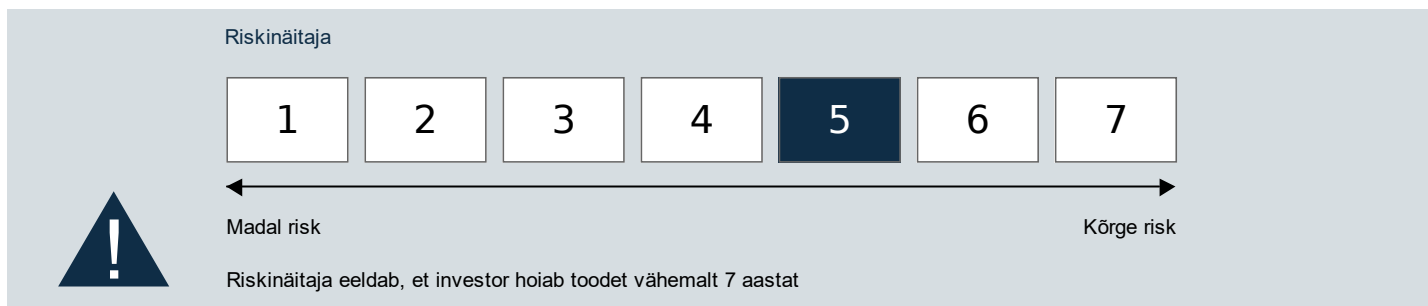 Riskinäitaja
1 2 3 4 5 6 7
Madal risk Kõrge risk
!
Riskinäitaja eeldab, et investor hoiab toodet vähemalt 7 aastat